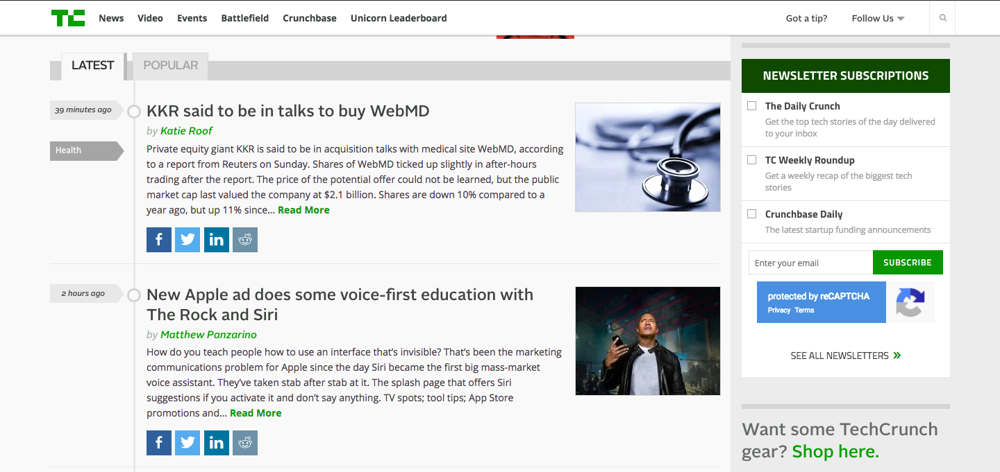 TC News Video Events Battlefield Crunchbase Unicorn Leaderboard Got a tip? Follow Us
LATEST POPULAR
39 minutes ago
Health
KKR said to be in talks to buy WebMD
by Katie Roof
Private equity giant KKR is said to be in acquisition talks with medical site WebMD, according
to a report from Reuters on Sunday. Shares of WebMD ticked up slightly in after-hours
trading after the report. The price of the potential offer could not be learned, but the public
market cap last valued the company at $2.1 billion. Shares are down 10% compared to a
year ago, but up 11% since... Read More
f in
2 hours ago
New Apple ad does some voice-first education with
The Rock and Siri
by Matthew Panzarino
How do you teach people how to use an interface that’s invisible? That’s been the marketing
communications problem for Apple since the day Siri became the first big mass-market
voice assistant. They’ve taken stab after stab at it. The splash page that offers Siri
suggestions if you activate it and don’t say anything. TV spots; tool tips; App Store
promotions and... Read More
f in
NEWSLETTER SUBSCRIPTIONS
The Daily Crunch
Get the top tech stories of the day delivered
to your inbox
TC Weekly Roundup
Get a weekly recap of the biggest tech
stories
Crunchbase Daily
The latest startup funding announcements
Enter your email SUBSCRIBE
protected by reCAPTCHA
Privacy Terms
SEE ALL NEWSLETTERS »
Want some TechCrunch
gear? Shop here.